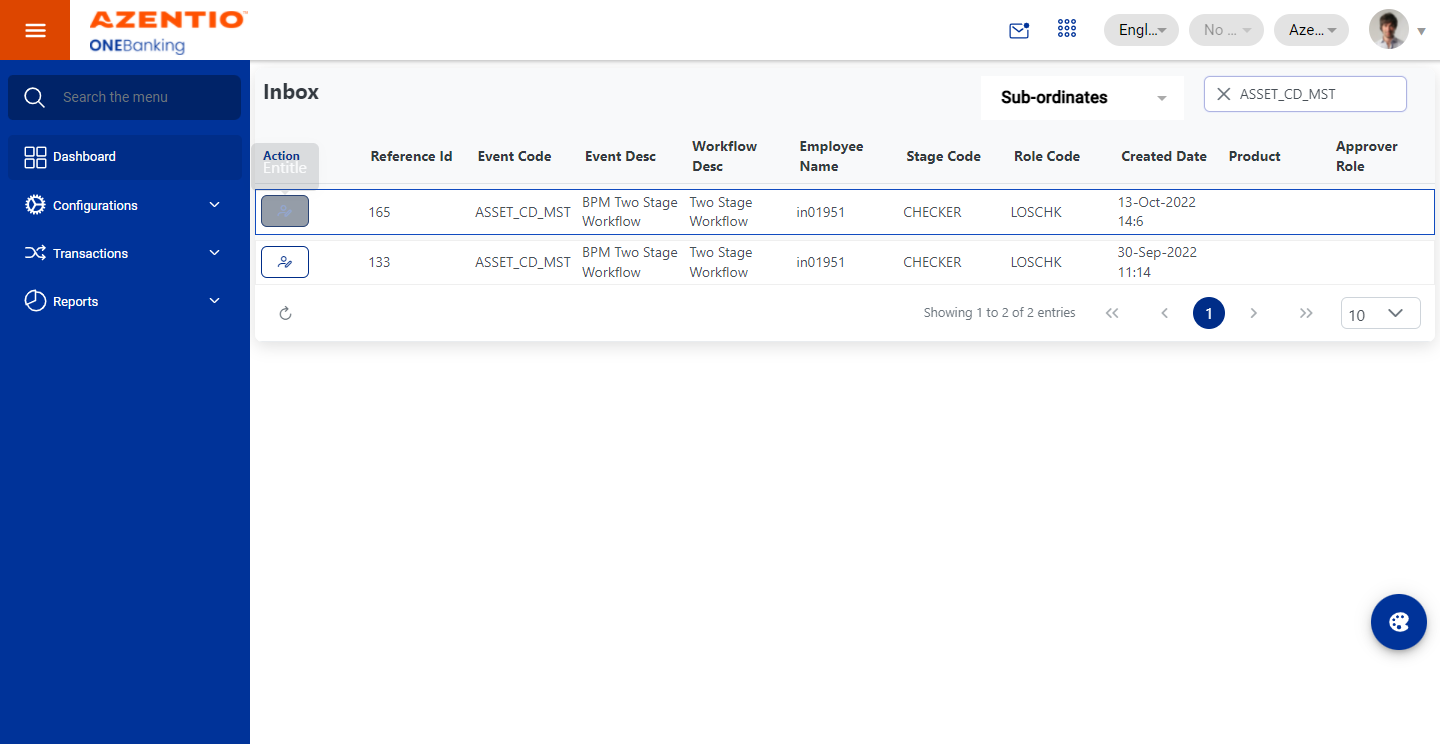 AZENTIO™
ONEBanking
Engl...
No ...
Aze...
Search the menu
Dashboard
Configurations
Transactions
Reports
Inbox
Sub-ordinates
ASSET_CD_MST
Entitle
Action Reference Id Event Code Event Desc Workflow Desc Employee Name Stage Code Role Code Created Date Product Approver Role
165 ASSET_CD_MST BPM Two Stage Workflow Two Stage Workflow in01951 CHECKER LOSCHK 13-Oct-2022 14:6
133 ASSET_CD_MST BPM Two Stage Workflow Two Stage Workflow in01951 CHECKER LOSCHK 30-Sep-2022 11:14
Showing 1 to 2 of 2 entries
1
10